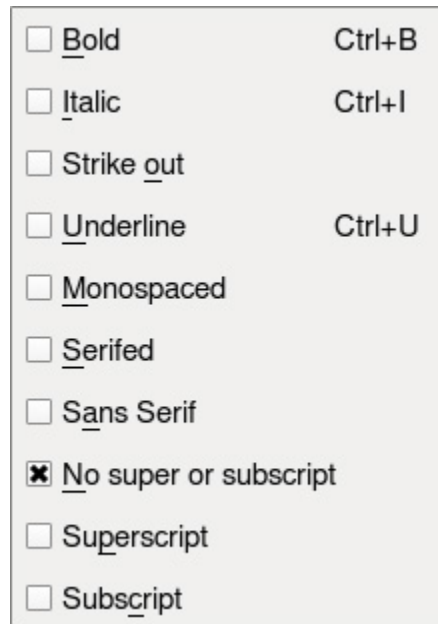 Bold Ctrl+B
Italic Ctrl+I
Strike out
Underline Ctrl+U
Monospaced
Serifed
Sans Serif
No super or subscript
Superscript
Subscript